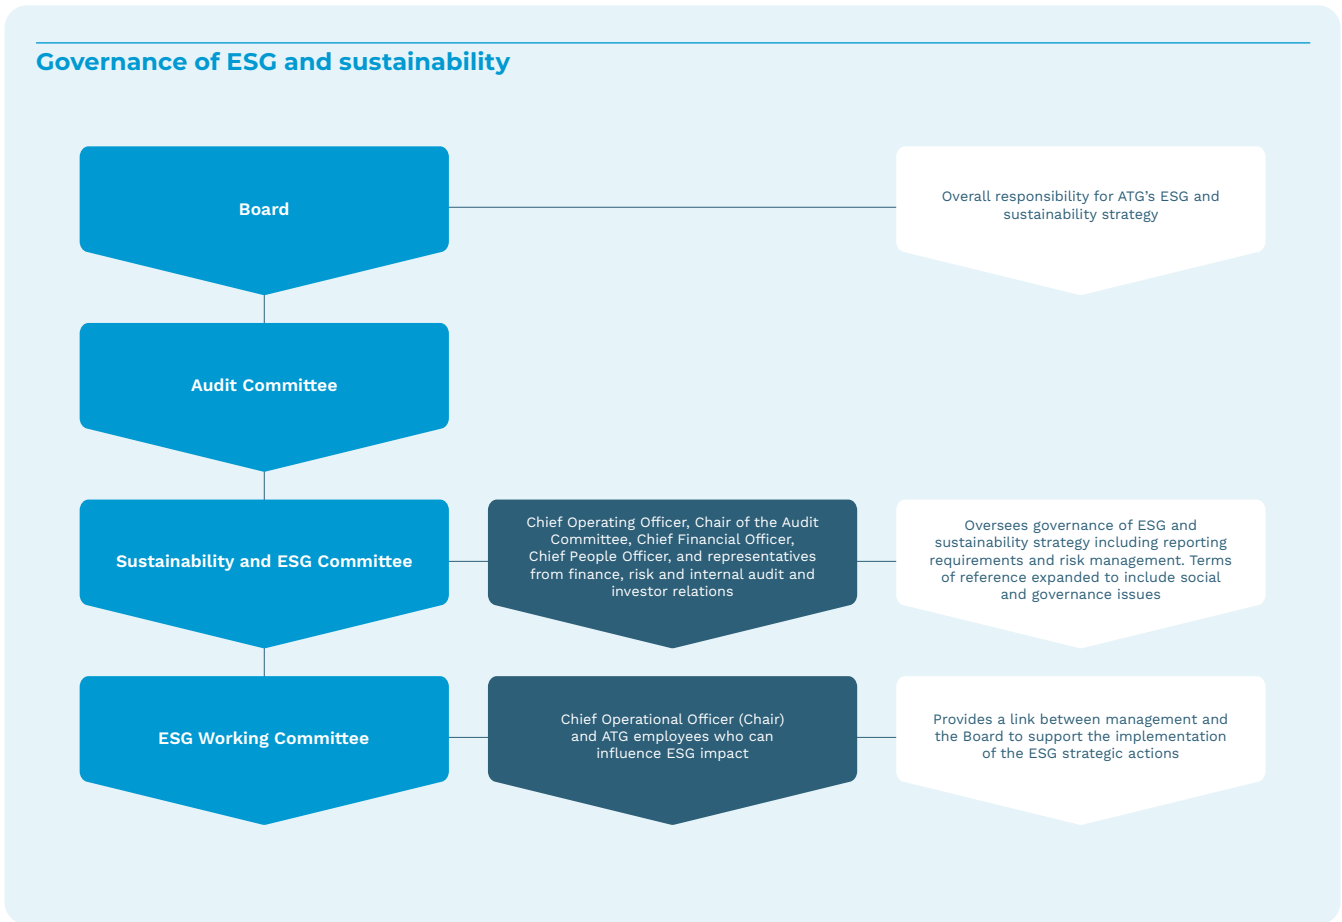 Governance of ESG and sustainability
Board
Overall responsibility for ATG’s ESG and
sustainability strategy
Audit Committee
Sustainability and ESG Committee
Chief Operating Officer, Chair of the Audit
Committee, Chief Financial Officer,
Chief People Officer, and representatives
from finance, risk and internal audit and
investor relations
Oversees governance of ESG and
sustainability strategy including reporting
requirements and risk management. Terms
of reference expanded to include social
and governance issues
ESG Working Committee
Chief Operational Officer (Chair)
and ATG employees who can
influence ESG impact
Provides a link between management and
the Board to support the implementation
of the ESG strategic actions